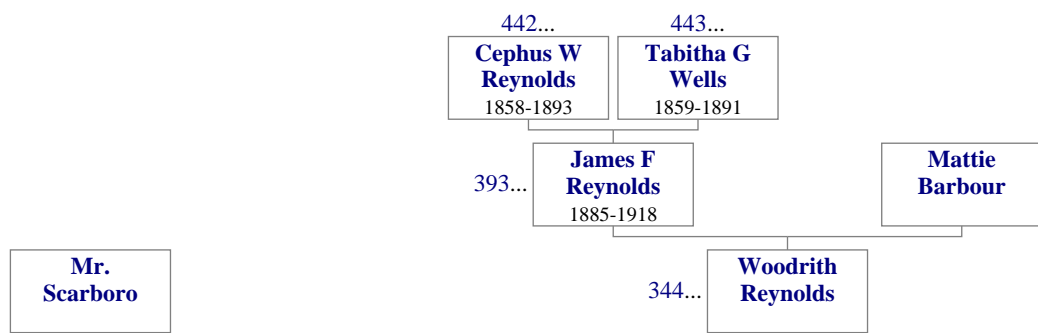 442...
443...
Cephus W
Reynolds
1858-1893
Tabitha G
Wells
1859-1891
393...
James F
Reynolds
1885-1918
Mattie
Barbour
Mr.
Scarboro
344...
Woodrith
Reynolds